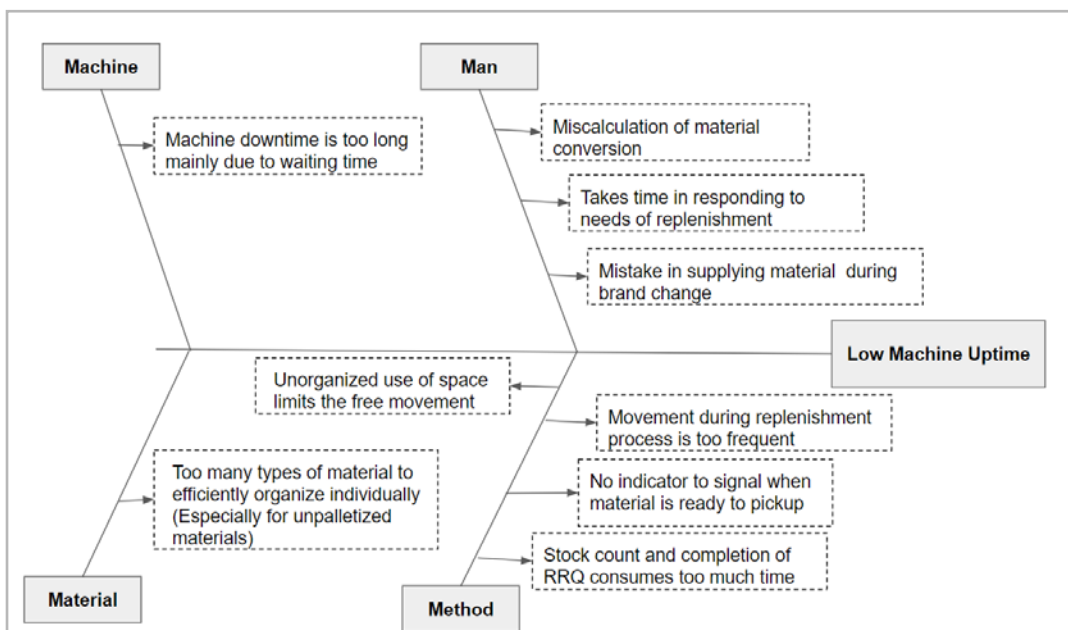 Machine
Man
Machine downtime is too long
mainly due to waiting time
Miscalculation of material
conversion
Takes time in responding to
needs of replenishment
Mistake in supplying material during
brand change
Low Machine Uptime
Unorganized use of space
limits the free movement
Movement during replenishment
process is too frequent
Too many types of material to
efficiently organize individually
(Especially for unpalletized
materials)
No indicator to signal when
material is ready to pickup
Stock count and completion of
RRQ consumes too much time
Material
Method